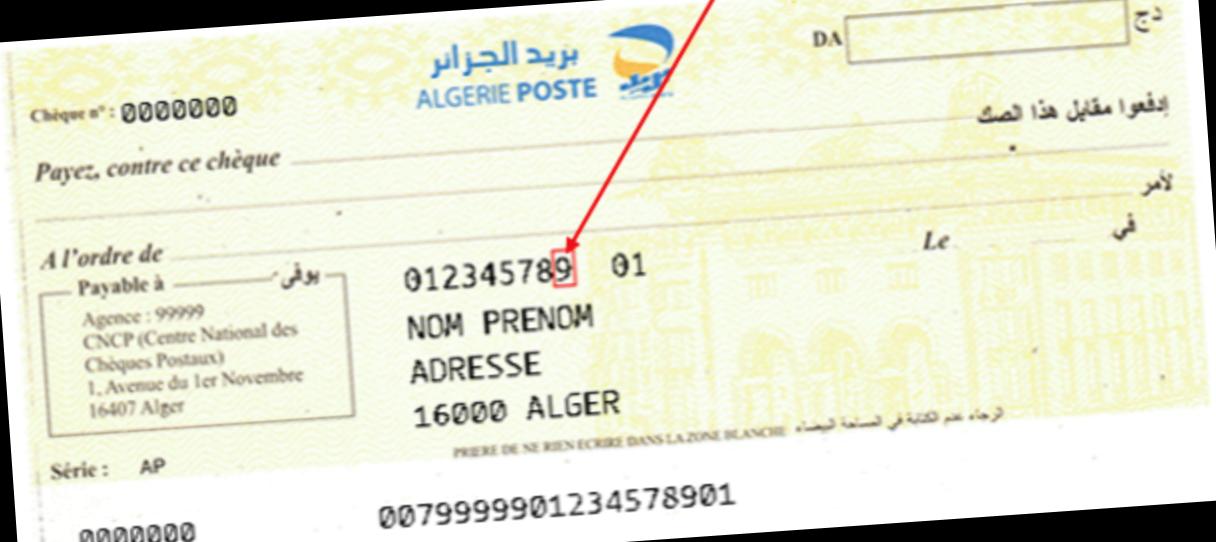 بريد الجزائر
ALGERIE POSTE
DA دج
Chèque n° : 0000000
إدفعوا مقابل هذا الصك
Payez, contre ce chèque
لأمر
A l'ordre de
Le في
Payable à يوفى
Agence : 99999
CNCP (Centre National des
Chèques Postaux)
1, Avenue du 1er Novembre
16407 Alger
012345789 01
NOM PRENOM
ADRESSE
16000 ALGER
PRIERE DE NE RIEN ECRIRE DANS LA ZONE BLANCHE الرجاء عدم الكتابة في المساحة البيضاء
Série : AP
0000000 0079999901234578901